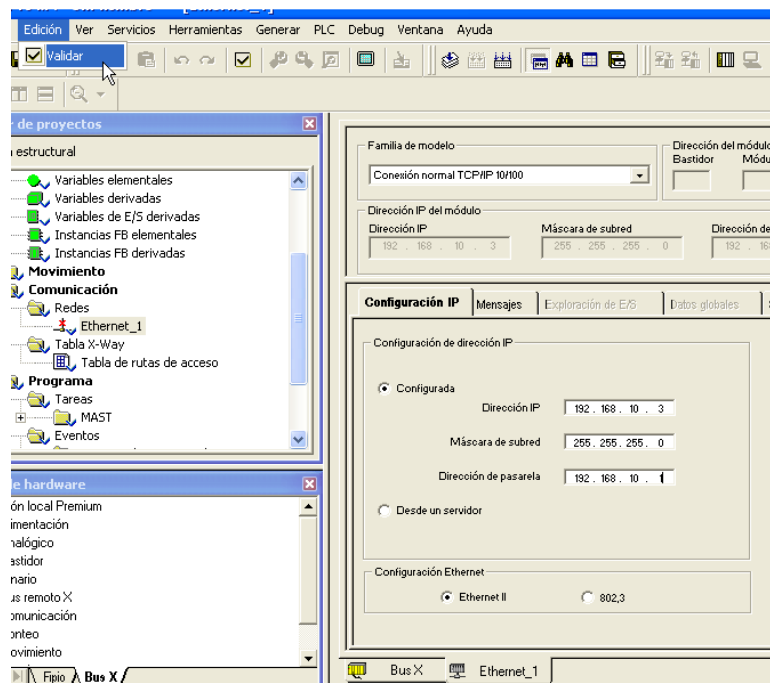 Edición Ver Servicios Herramientas Generar PLC Debug Ventana Ayuda
Validar
de proyectos
estructural
Variables elementales
Variables derivadas
Variables de E/S derivadas
Instancias FB elementales
Instancias FB derivadas
Movimiento
Comunicación
Redes
Ethernet_1
Tabla X-Way
Tabla de rutas de acceso
Programa
Tareas
MAST
Eventos
de hardware
ón local Premium
imentación
nalógico
astidor
nario
us remoto X
omunicación
onteo
ovimiento
Fipio Bus X
Familia de modelo
Conexión normal TCP/IP 10/100
Dirección del módulo
Bastidor Módu
Dirección IP del módulo
Dirección IP Máscara de subred Dirección de
192 . 168 . 10 . 3 255 . 255 . 255 . 0 192 . 16
Configuración IP Mensajes Exploración de E/S Datos globales
Configuración de dirección IP
Configurada
Dirección IP 192 . 168 . 10 . 3
Máscara de subred 255 . 255 . 255 . 0
Dirección de pasarela 192 . 168 . 10 . 1
Desde un servidor
Configuración Ethernet
Ethernet II 802,3
Bus X Ethernet_1